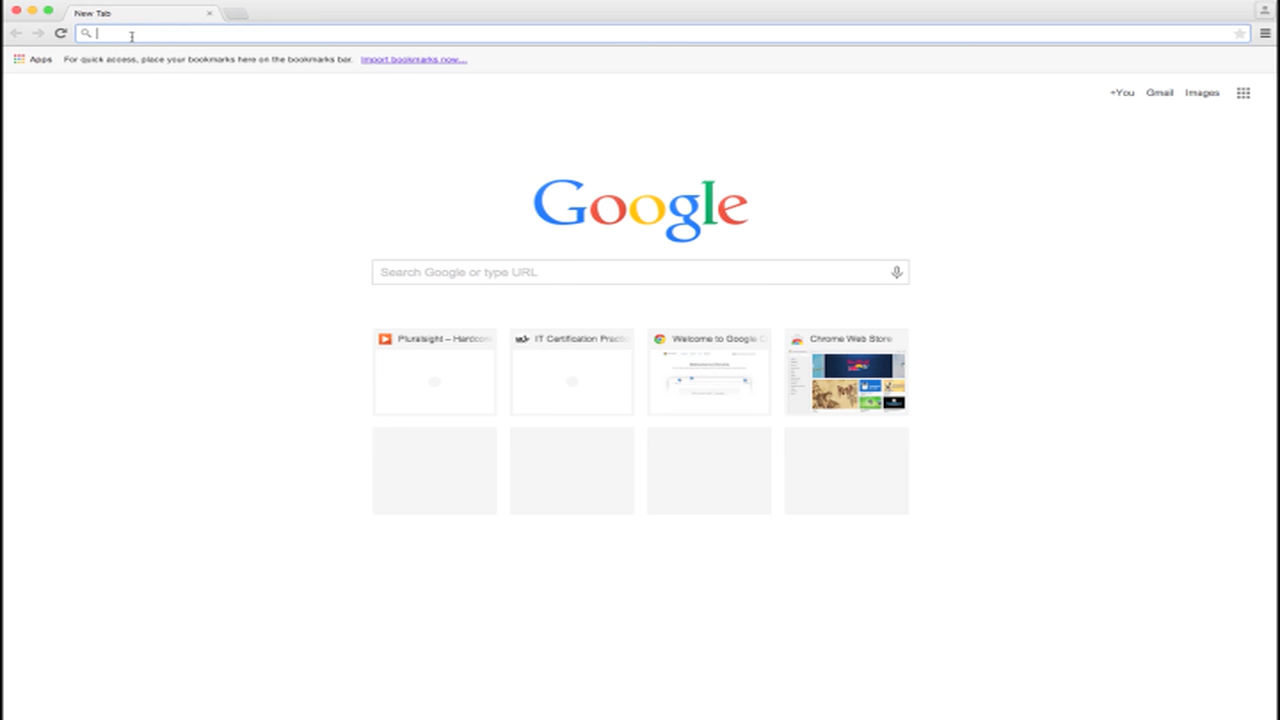 New Tab
Apps For quick access, place your bookmarks here on the bookmarks bar. Import bookmarks now...
+You Gmail Images
Google
Search Google or type URL
Pluralsight – Hardcore IT Certification Practic Welcome to Google C Chrome Web Store